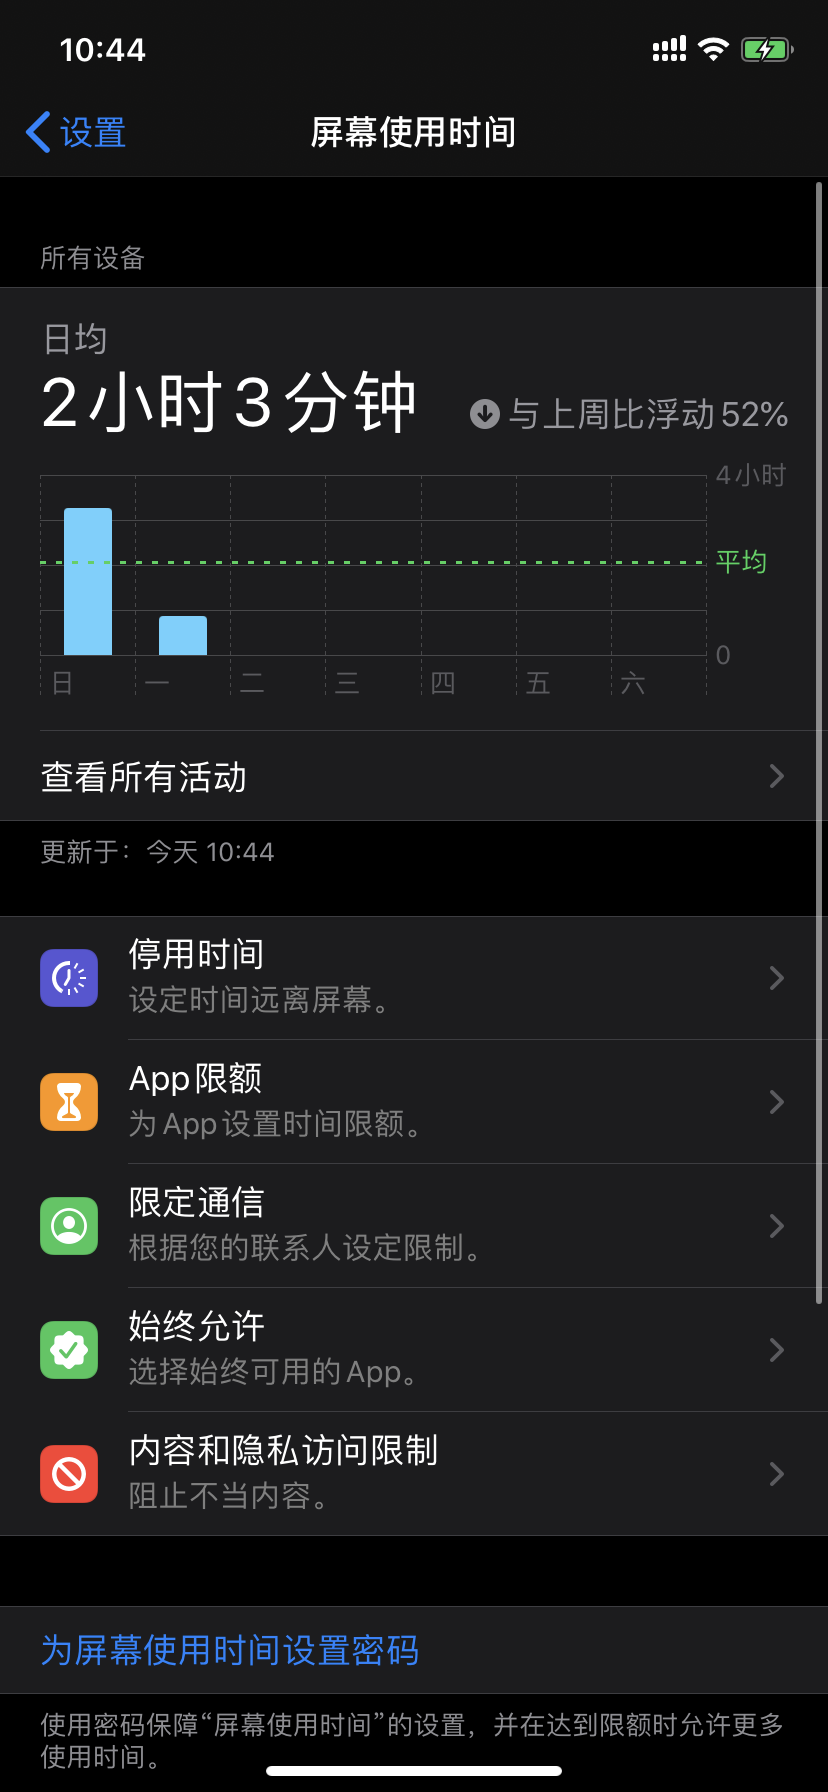 10:44
设置
屏幕使用时间
所有设备
日均
2小时3分钟
与上周比浮动 52%
4小时
平均
0
日 一 二 三 四 五 六
查看所有活动
更新于：今天 10:44
停用时间
设定时间远离屏幕。
App限额
为App设置时间限额。
限定通信
根据您的联系人设定限制。
始终允许
选择始终可用的App。
内容和隐私访问限制
阻止不当内容。
为屏幕使用时间设置密码
使用密码保障“屏幕使用时间”的设置，并在达到限额时允许更多
使用时间。